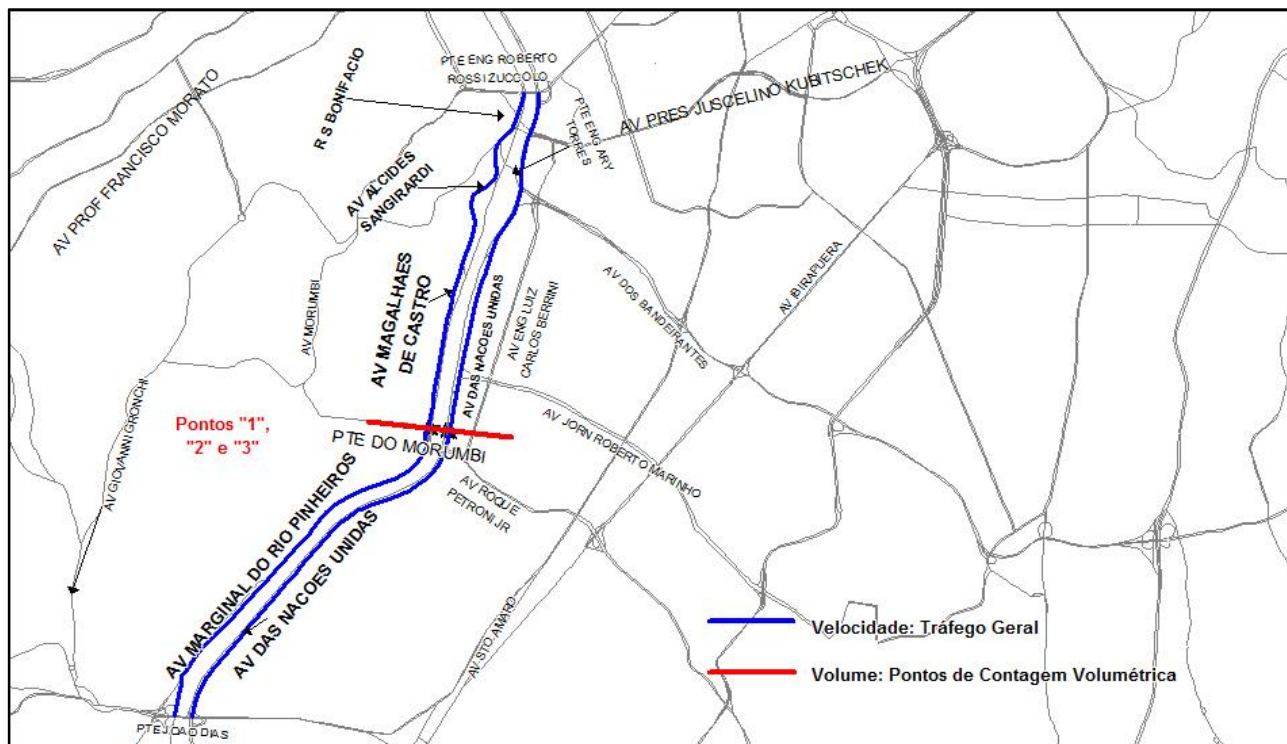 PTE ENG ROBERTO
ROSSI ZUCCOLO
R S BONIFACIO
AV PROF FRANCISCO MORATO
AV PRES JUSCELINO KUBITSCHEK
PTE ENG ARY
TORRES
AV ALCIDES
SANGIRARDI
AV MAGALHAES
DE CASTRO
AV DAS NACOES UNIDAS
AV ENG LUIZ
CARLOS BERRINI
AV DOS BANDEIRANTES
AV IBIRAPUERA
AV MORUMBI
AV GIOVANNI GRONCHI
Pontos "1",
"2" e "3"
PTE DO MORUMBI
AV JORN ROBERTO MARINHO
AV ROQUE
PETRONI JR
AV MARGINAL DO RIO PINHEIROS
AV DAS NACOES UNIDAS
AV STO AMARO
PTE JOAO DIAS
Velocidade: Tráfego Geral
Volume: Pontos de Contagem Volumétrica